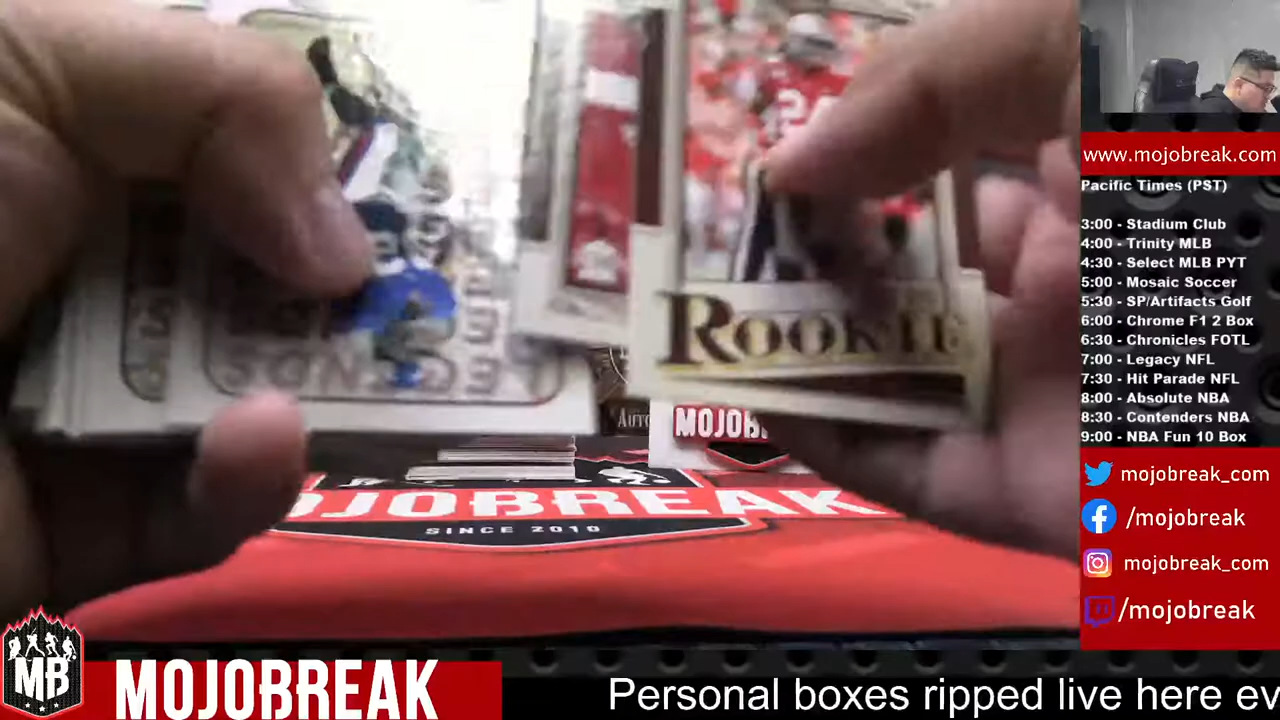 www.mojobreak.com
Pacific Times (PST)
3:00 - Stadium Club
4:00 - Trinity MLB
4:30 - Select MLB PYT
5:00 - Mosaic Soccer
5:30 - SP/Artifacts Golf
6:00 - Chrome F1 2 Box
6:30 - Chronicles FOTL
7:00 - Legacy NFL
7:30 - Hit Parade NFL
8:00 - Absolute NBA
8:30 - Contenders NBA
9:00 - NBA Fun 10 Box
mojobreak_com
/mojobreak
mojobreak_com
/mojobreak
LEGENDS
24
ROOKIE
MOJOB
MOJOBREAK
SINCE 2010
MB
MOJOBREAK
Personal boxes ripped live here ev